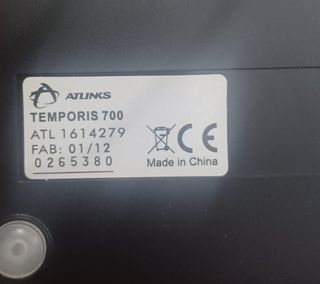 ATLINKS
TEMPORIS 700
ATL 1614279
FAB: 01/12
0265380
CE
Made in China